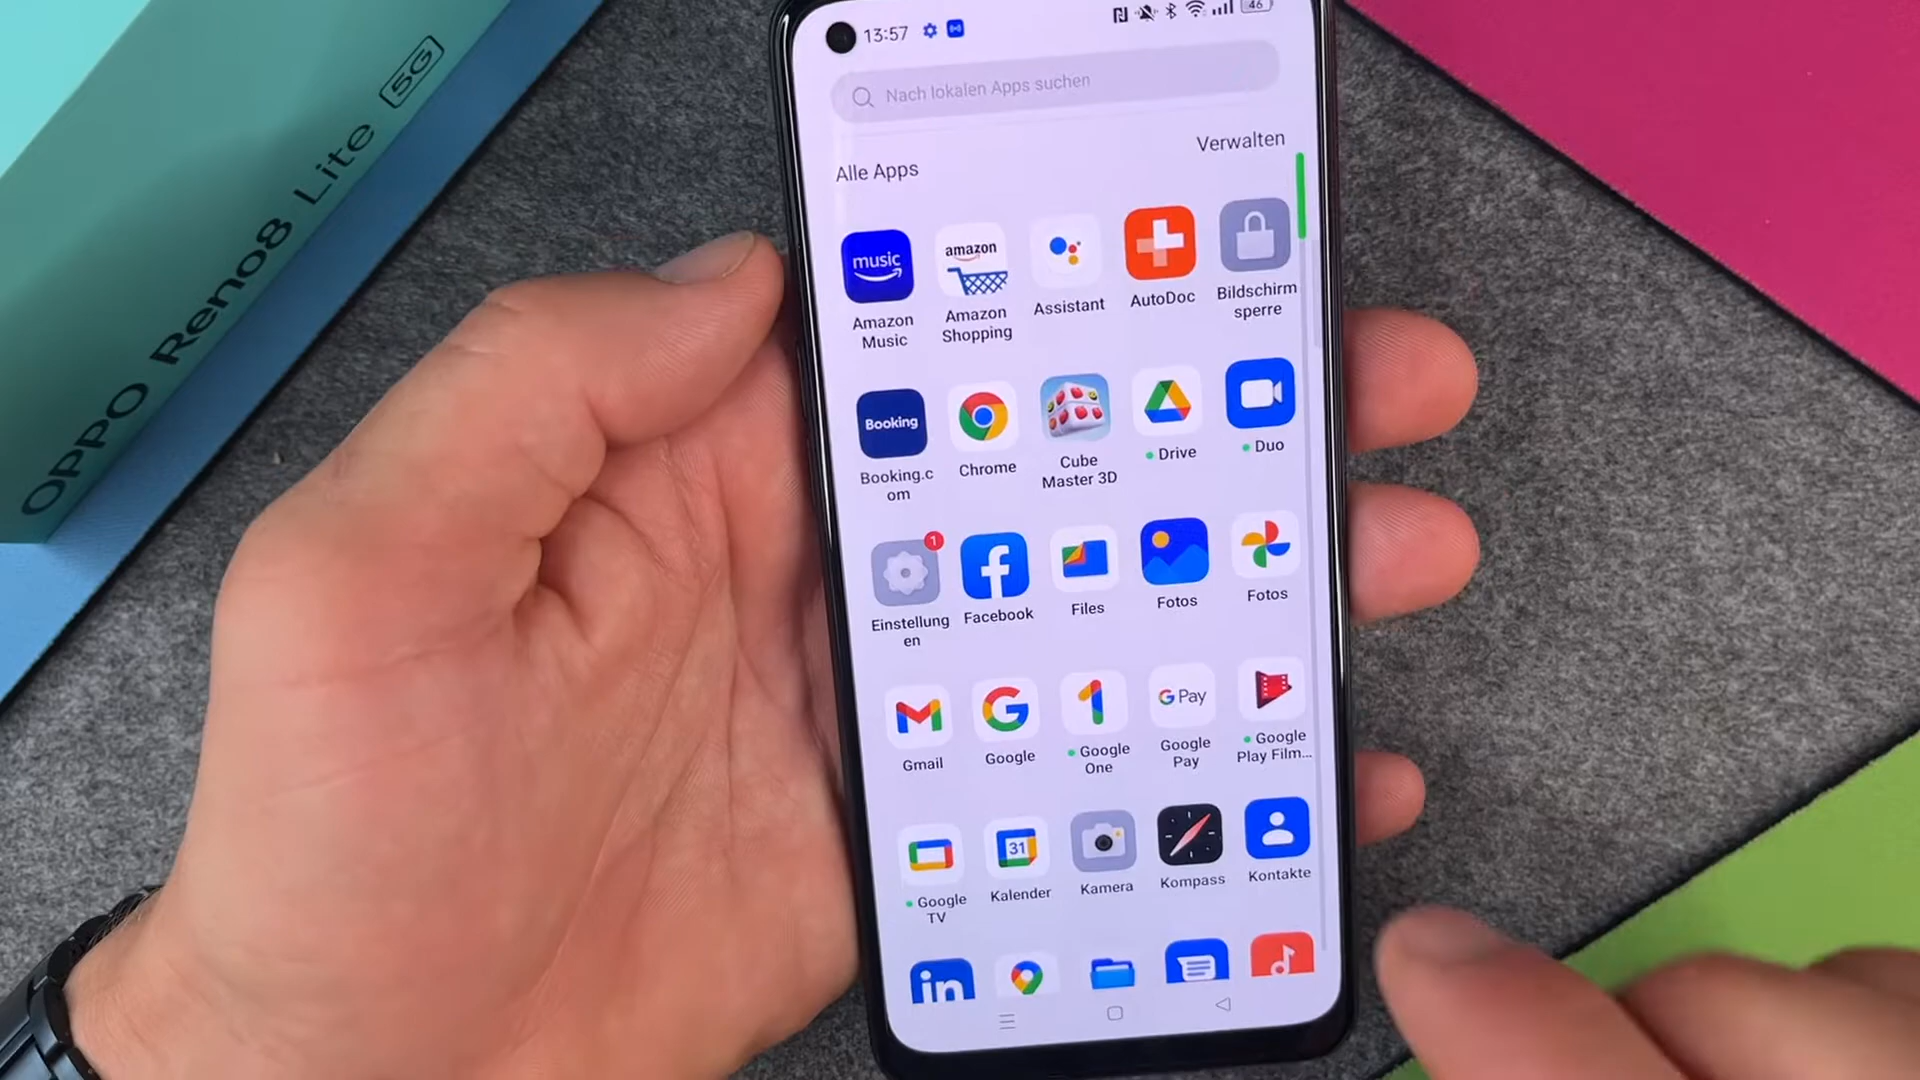 OPPO Reno8 Lite 5G
13:57
46
Nach lokalen Apps suchen
Verwalten
Alle Apps
music
amazon
Amazon
Music
Amazon
Shopping
Assistant
AutoDoc
Bildschirm
sperre
Booking
Booking.c
om
Chrome
Cube
Master 3D
Drive
Duo
1
Einstellung
en
Facebook
Files
Fotos
Fotos
G Pay
Gmail
Google
Google
One
Google
Pay
Google
Play Film...
31
Google
TV
Kalender
Kamera
Kompass
Kontakte
in